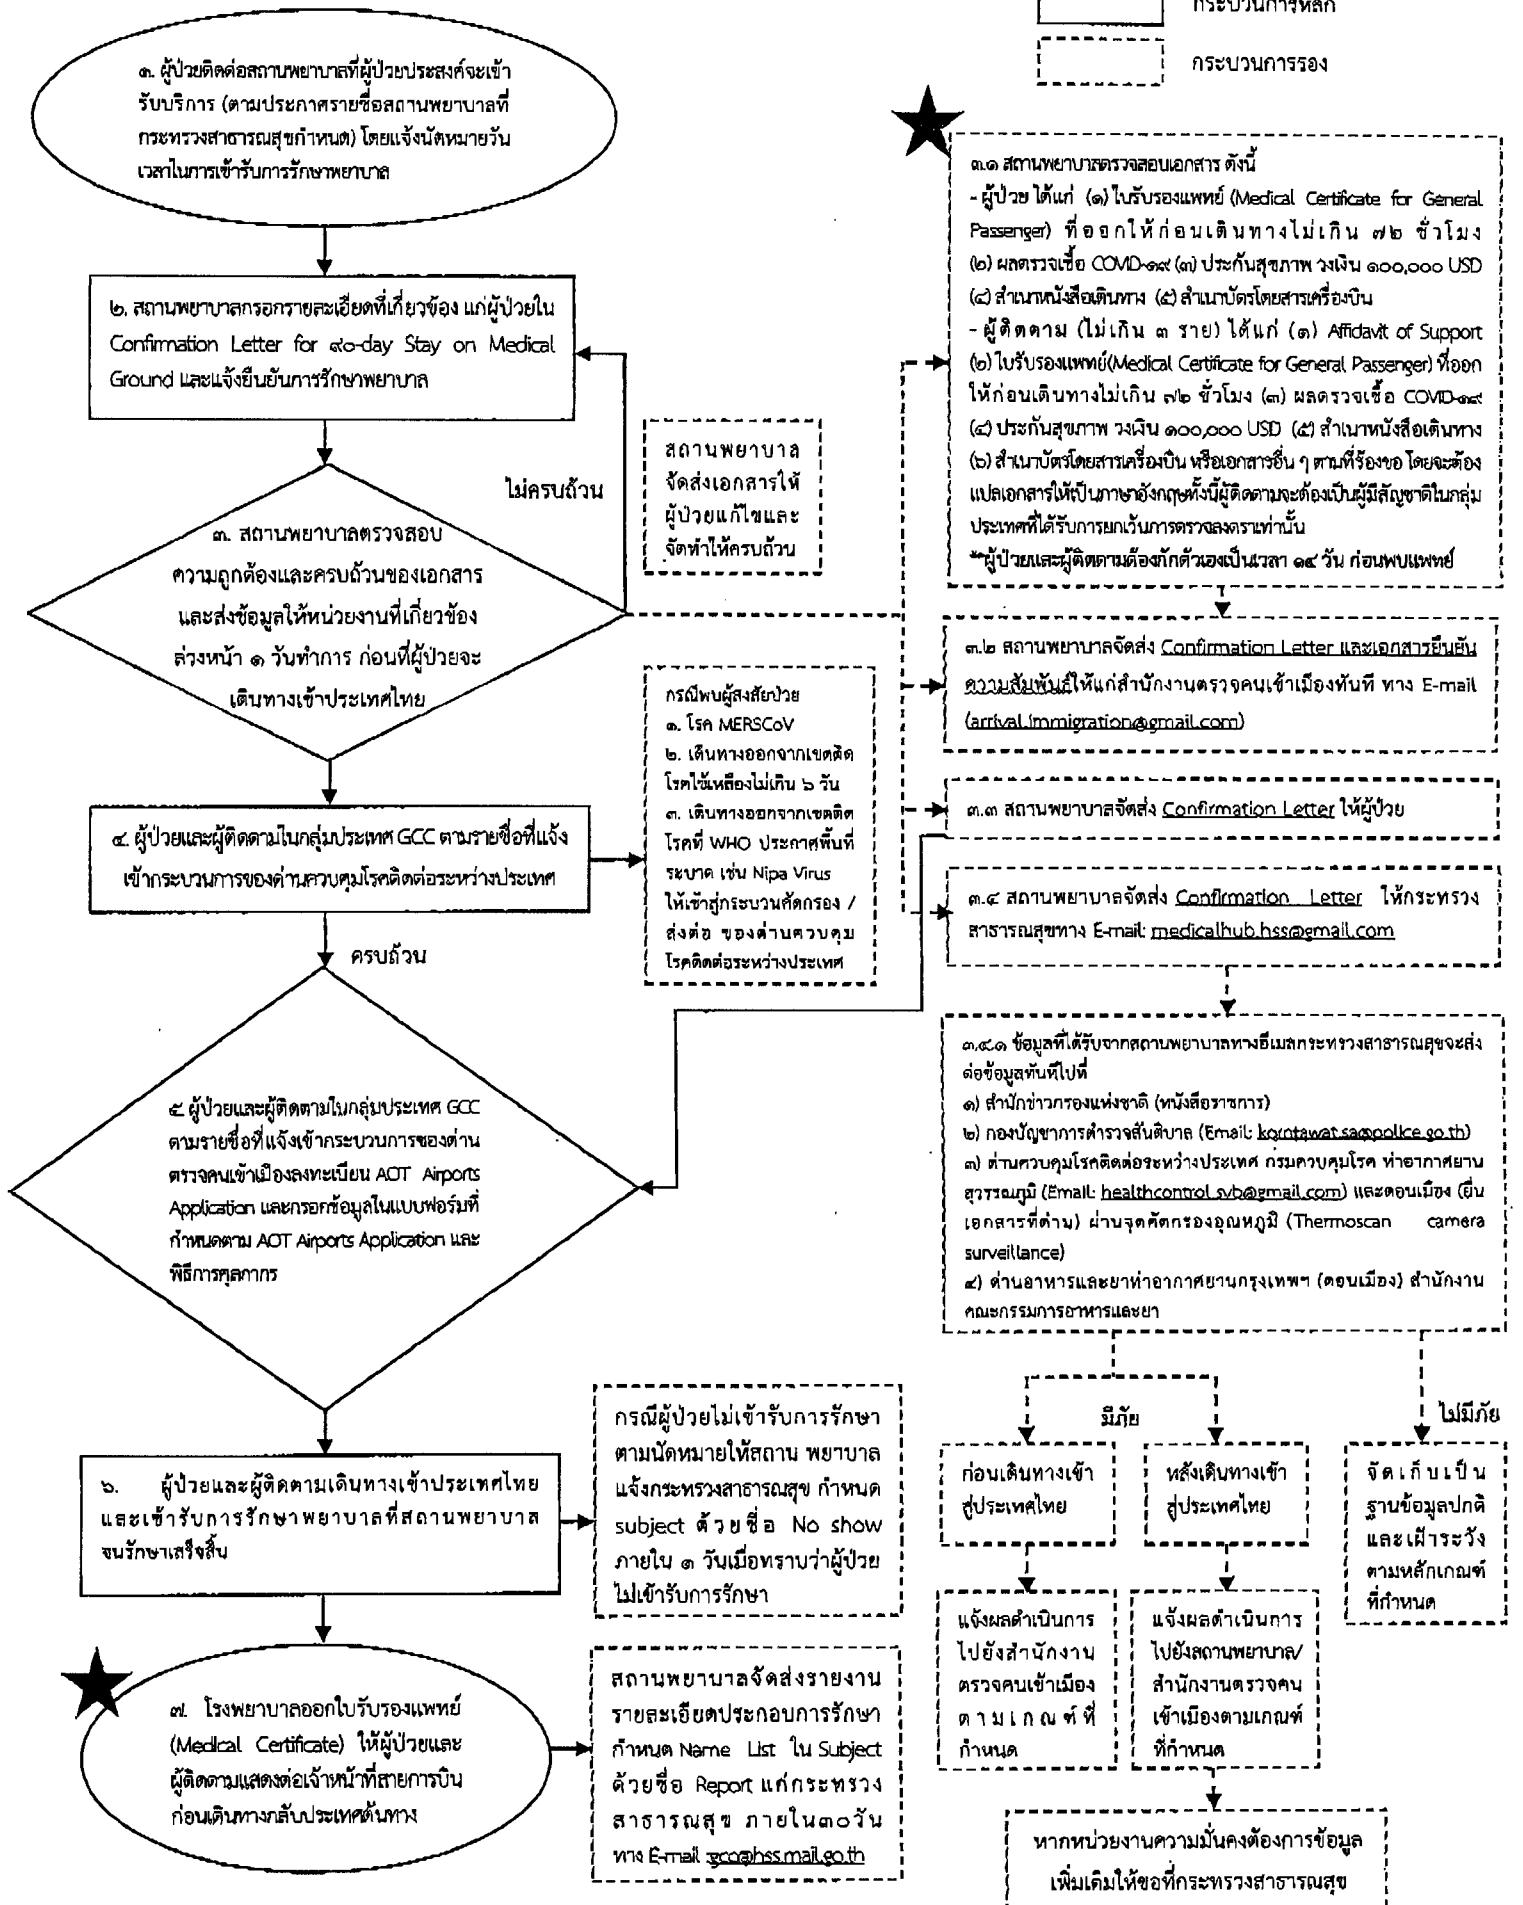 กระบวนการหลัก
กระบวนการรอง
๑. ผู้ป่วยติดต่อสถานพยาบาลที่ผู้ป่วยประสงค์จะเข้า
รับบริการ (ตามประกาศรายชื่อสถานพยาบาลที่
กระทรวงสาธารณสุขกำหนด) โดยแจ้งนัดหมายวัน
เวลาในการเข้ารับการรักษาพยาบาล
๒. สถานพยาบาลกรอกรายละเอียดที่เกี่ยวข้อง แก่ผู้ป่วยใน
Confirmation Letter for ๙๐-day Stay on Medical
Ground และแจ้งยืนยันการรักษาพยาบาล
ไม่ครบถ้วน
สถานพยาบาล
จัดส่งเอกสารให้
ผู้ป่วยแก้ไขและ
จัดทำให้ครบถ้วน
๓. สถานพยาบาลตรวจสอบ
ความถูกต้องและครบถ้วนของเอกสาร
และส่งข้อมูลให้หน่วยงานที่เกี่ยวข้อง
ล่วงหน้า ๑ วันทำการ ก่อนที่ผู้ป่วยจะ
เดินทางเข้าประเทศไทย
๓.๑ สถานพยาบาลตรวจสอบเอกสาร ดังนี้
- ผู้ป่วย ได้แก่ (๑) ใบรับรองแพทย์ (Medical Certificate for General
Passenger) ที่ออกให้ก่อนเดินทางไม่เกิน ๗๒ ชั่วโมง
(๒) ผลตรวจเชื้อ COVID-๑๙ (๓) ประกันสุขภาพ วงเงิน ๑๐๐,๐๐๐ USD
(๔) สำเนาหนังสือเดินทาง (๕) สำเนาบัตรโดยสารเครื่องบิน
- ผู้ติดตาม (ไม่เกิน ๓ ราย) ได้แก่ (๑) Affidavit of Support
(๒) ใบรับรองแพทย์(Medical Certificate for General Passenger) ที่ออก
ให้ก่อนเดินทางไม่เกิน ๗๒ ชั่วโมง (๓) ผลตรวจเชื้อ COVID-๑๙
(๔) ประกันสุขภาพ วงเงิน ๑๐๐,๐๐๐ USD (๕) สำเนาหนังสือเดินทาง
(๖) สำเนาบัตรโดยสารเครื่องบิน หรือเอกสารอื่น ๆ ตามที่ร้องขอ โดยจะต้อง
แปลเอกสารให้เป็นภาษาอังกฤษทั้งนี้ผู้ติดตามจะต้องเป็นผู้มีสัญชาติในกลุ่ม
ประเทศที่ได้รับการยกเว้นการตรวจลงตราเท่านั้น
**ผู้ป่วยและผู้ติดตามต้องกักตัวเองเป็นเวลา ๑๔ วัน ก่อนพบแพทย์
๓.๒ สถานพยาบาลจัดส่ง Confirmation Letter และเอกสารยืนยัน
ความสัมพันธ์ให้แก่สำนักงานตรวจคนเข้าเมืองทันที ทาง E-mail
(arrival.immigration@gmail.com)
๓.๓ สถานพยาบาลจัดส่ง Confirmation Letter ให้ผู้ป่วย
๓.๔ สถานพยาบาลจัดส่ง Confirmation Letter ให้กระทรวง
สาธารณสุขทาง E-mail: medicalhub.hss@gmail.com
กรณีพบผู้สงสัยป่วย
๑. โรค MERSCoV
๒. เดินทางออกจากเขตติด
โรคไข้เหลืองไม่เกิน ๖ วัน
๓. เดินทางออกจากเขตติด
โรคที่ WHO ประกาศพื้นที่
ระบาด เช่น Nipa Virus
ให้เข้าสู่กระบวนคัดกรอง /
ส่งต่อ ของด่านควบคุม
โรคติดต่อระหว่างประเทศ
๔. ผู้ป่วยและผู้ติดตามในกลุ่มประเทศ GCC ตามรายชื่อที่แจ้ง
เข้ากระบวนการของด่านควบคุมโรคติดต่อระหว่างประเทศ
ครบถ้วน
๓.๔.๑ ข้อมูลที่ได้รับจากสถานพยาบาลทางอีเมลกระทรวงสาธารณสุขจะส่ง
ต่อข้อมูลทันทีไปที่
๑) สำนักข่าวกรองแห่งชาติ (หนังสือราชการ)
๒) กองบัญชาการตำรวจสันติบาล (Email: korntawat.sa@police.go.th)
๓) ด่านควบคุมโรคติดต่อระหว่างประเทศ กรมควบคุมโรค ท่าอากาศยาน
สุวรรณภูมิ (Email: healthcontrol.svb@gmail.com) และดอนเมือง (ยื่น
เอกสารที่ด่าน) ผ่านจุดคัดกรองอุณหภูมิ (Thermoscan camera
surveillance)
๔) ด่านอาหารและยาท่าอากาศยานกรุงเทพฯ (ดอนเมือง) สำนักงาน
คณะกรรมการอาหารและยา
๕ ผู้ป่วยและผู้ติดตามในกลุ่มประเทศ GCC
ตามรายชื่อที่แจ้งเข้ากระบวนการของด่าน
ตรวจคนเข้าเมืองลงทะเบียน AOT Airports
Application และกรอกข้อมูลในแบบฟอร์มที่
กำหนดตาม AOT Airports Application และ
พิธีการศุลกากร
มีภัย
ไม่มีภัย
ก่อนเดินทางเข้า
สู่ประเทศไทย
หลังเดินทางเข้า
สู่ประเทศไทย
จัดเก็บเป็น
ฐานข้อมูลปกติ
และเฝ้าระวัง
ตามหลักเกณฑ์
ที่กำหนด
กรณีผู้ป่วยไม่เข้ารับการรักษา
ตามนัดหมายให้สถาน พยาบาล
แจ้งกระทรวงสาธารณสุข กำหนด
subject ด้วยชื่อ No show
ภายใน ๑ วันเมื่อทราบว่าผู้ป่วย
ไม่เข้ารับการรักษา
๖. ผู้ป่วยและผู้ติดตามเดินทางเข้าประเทศไทย
และเข้ารับการรักษาพยาบาลที่สถานพยาบาล
จนรักษาเสร็จสิ้น
แจ้งผลดำเนินการ
ไปยังสำนักงาน
ตรวจคนเข้าเมือง
ตามเกณฑ์ที่
กำหนด
แจ้งผลดำเนินการ
ไปยังสถานพยาบาล/
สำนักงานตรวจคน
เข้าเมืองตามเกณฑ์
ที่กำหนด
๗. โรงพยาบาลออกใบรับรองแพทย์
(Medical Certificate) ให้ผู้ป่วยและ
ผู้ติดตามแสดงต่อเจ้าหน้าที่สายการบิน
ก่อนเดินทางกลับประเทศต้นทาง
สถานพยาบาลจัดส่งรายงาน
รายละเอียดประกอบการรักษา
กำหนด Name List ใน Subject
ด้วยชื่อ Report แก่กระทรวง
สาธารณสุข ภายใน๓๐วัน
ทาง E-mail :gcc@hss.mail.go.th
หากหน่วยงานความมั่นคงต้องการข้อมูล
เพิ่มเติมให้ขอที่กระทรวงสาธารณสุข